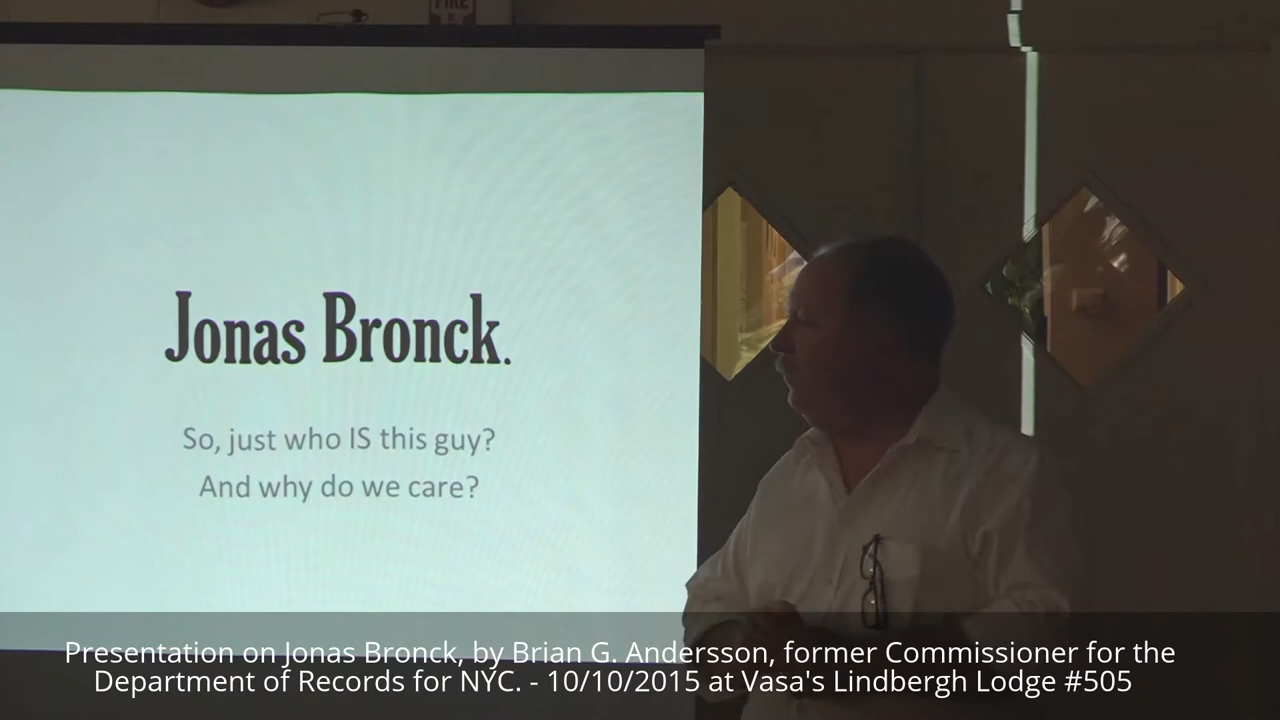 FIRE
Jonas Bronck.
So, just who IS this guy?
And why do we care?
Presentation on Jonas Bronck, by Brian G. Andersson, former Commissioner for the
Department of Records for NYC. - 10/10/2015 at Vasa's Lindbergh Lodge #505